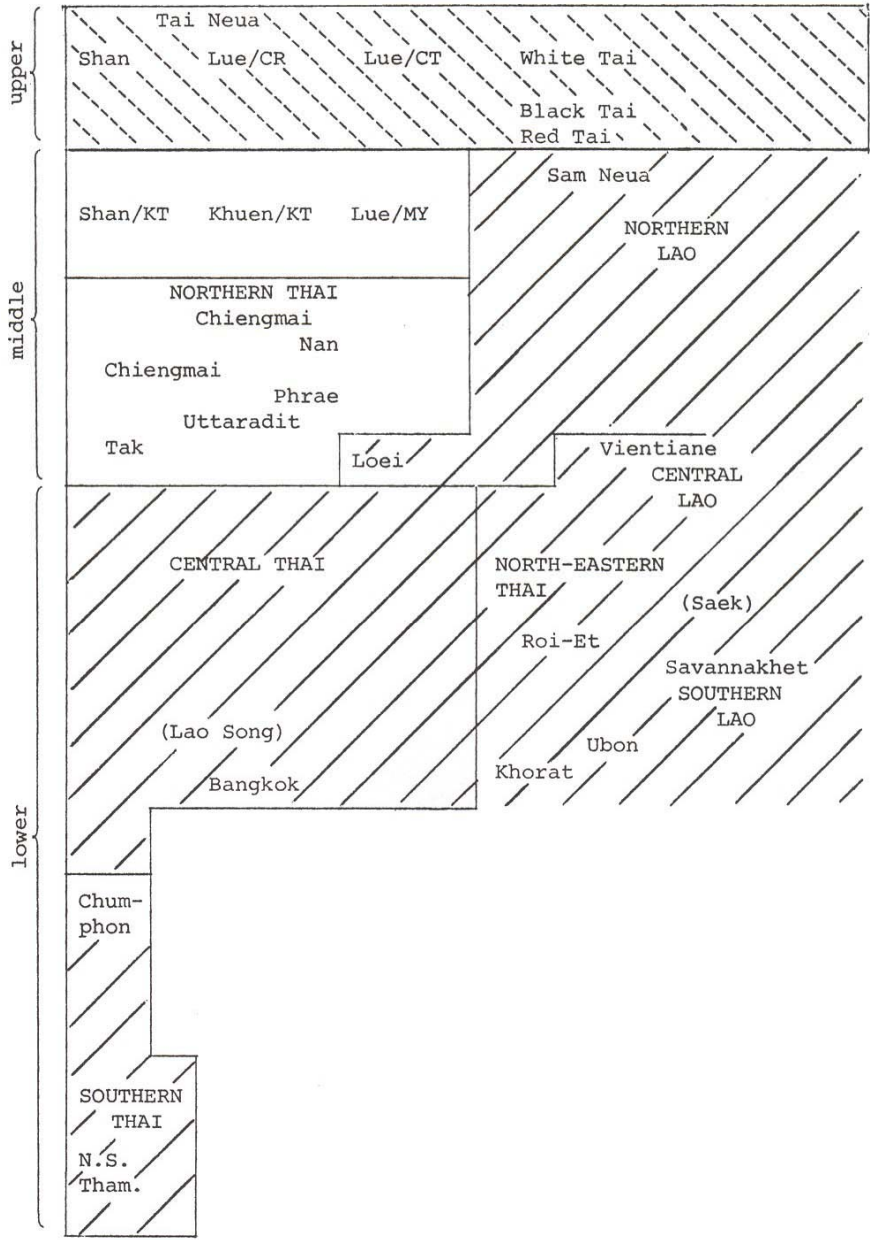 upper
Tai Neua
Shan Lue/CR Lue/CT White Tai
Black Tai
Red Tai
middle
Sam Neua
Shan/KT Khuen/KT Lue/MY
NORTHERN
LAO
NORTHERN THAI
Chiengmai
Nan
Chiengmai
Phrae
Uttaradit
Tak
Loei
Vientiane
CENTRAL
LAO
lower
CENTRAL THAI
NORTH-EASTERN
THAI
(Saek)
Roi-Et
Savannakhet
SOUTHERN
LAO
(Lao Song)
Ubon
Khorat
Bangkok
Chum-
phon
SOUTHERN
THAI
N.S.
Tham.